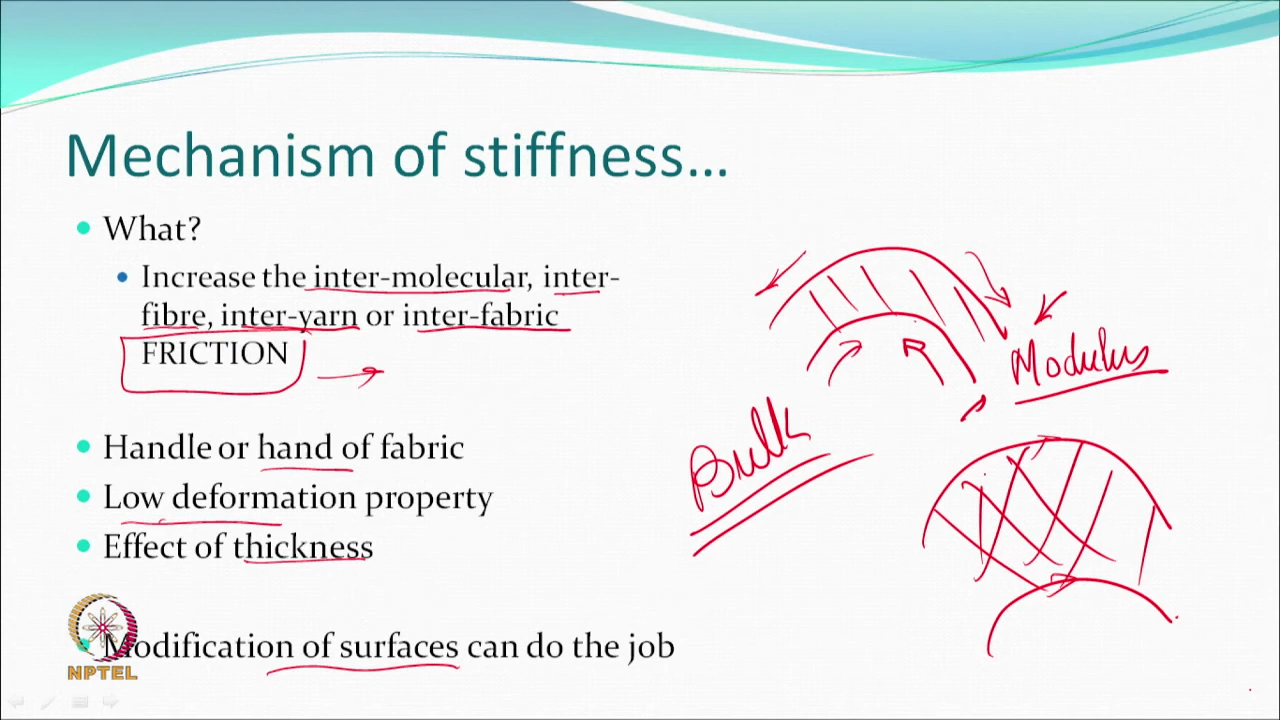 Mechanism of stiffness...
What?
Increase the inter-molecular, inter-
fibre, inter-yarn or inter-fabric
FRICTION
Handle or hand of fabric
Low deformation property
Effect of thickness
Modification of surfaces can do the job
Modulus
Bulk
NPTEL